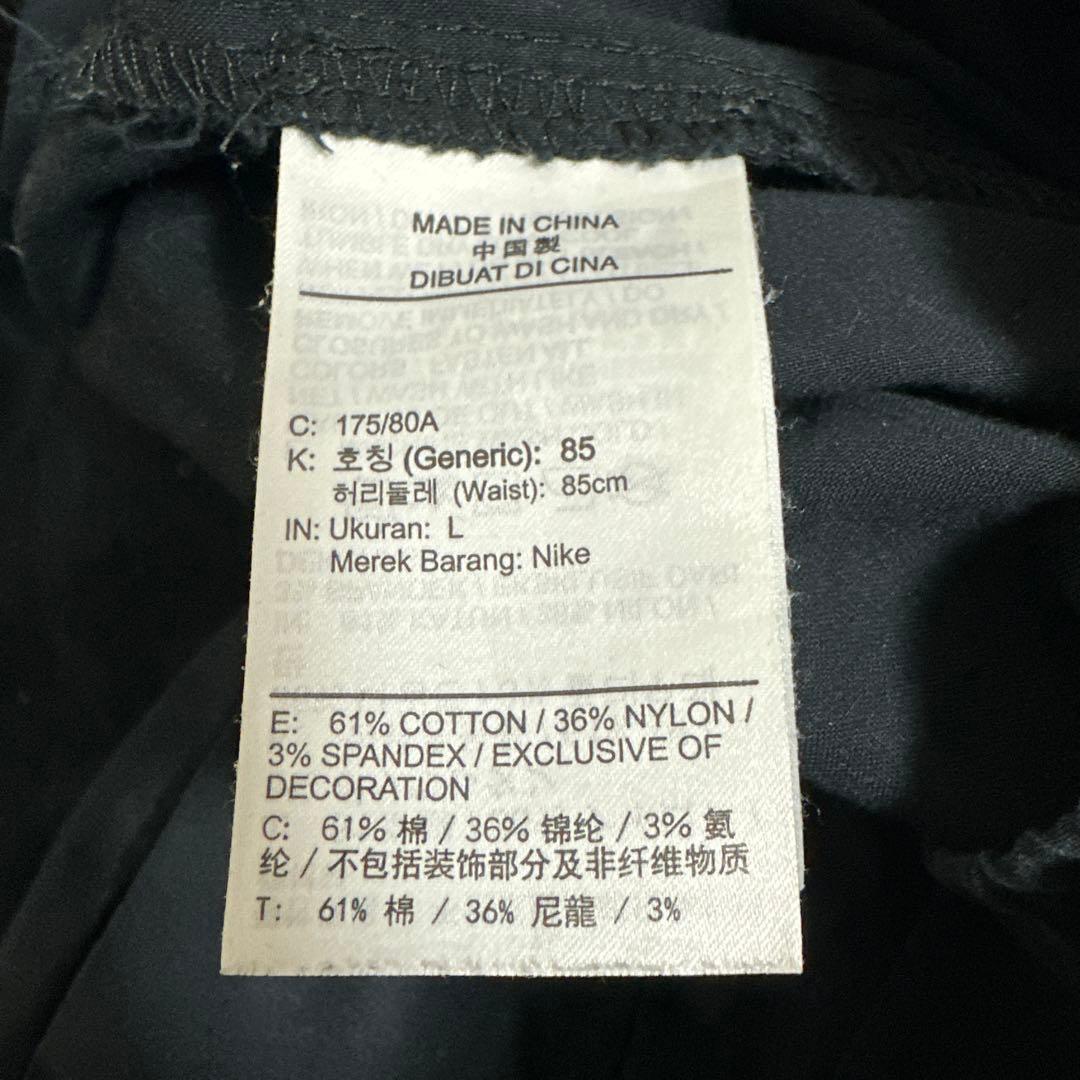 MADE IN CHINA
中国製
DIBUAT DI CINA
C: 175/80A
K: 호칭 (Generic): 85
허리둘레 (Waist): 85cm
IN: Ukuran: L
Merek Barang: Nike
E: 61% COTTON / 36% NYLON /
3% SPANDEX / EXCLUSIVE OF
DECORATION
C: 61% 棉 / 36% 锦纶 / 3% 氨
纶 / 不包括装饰部分及非纤维物质
T: 61% 棉 / 36% 尼龍 / 3%